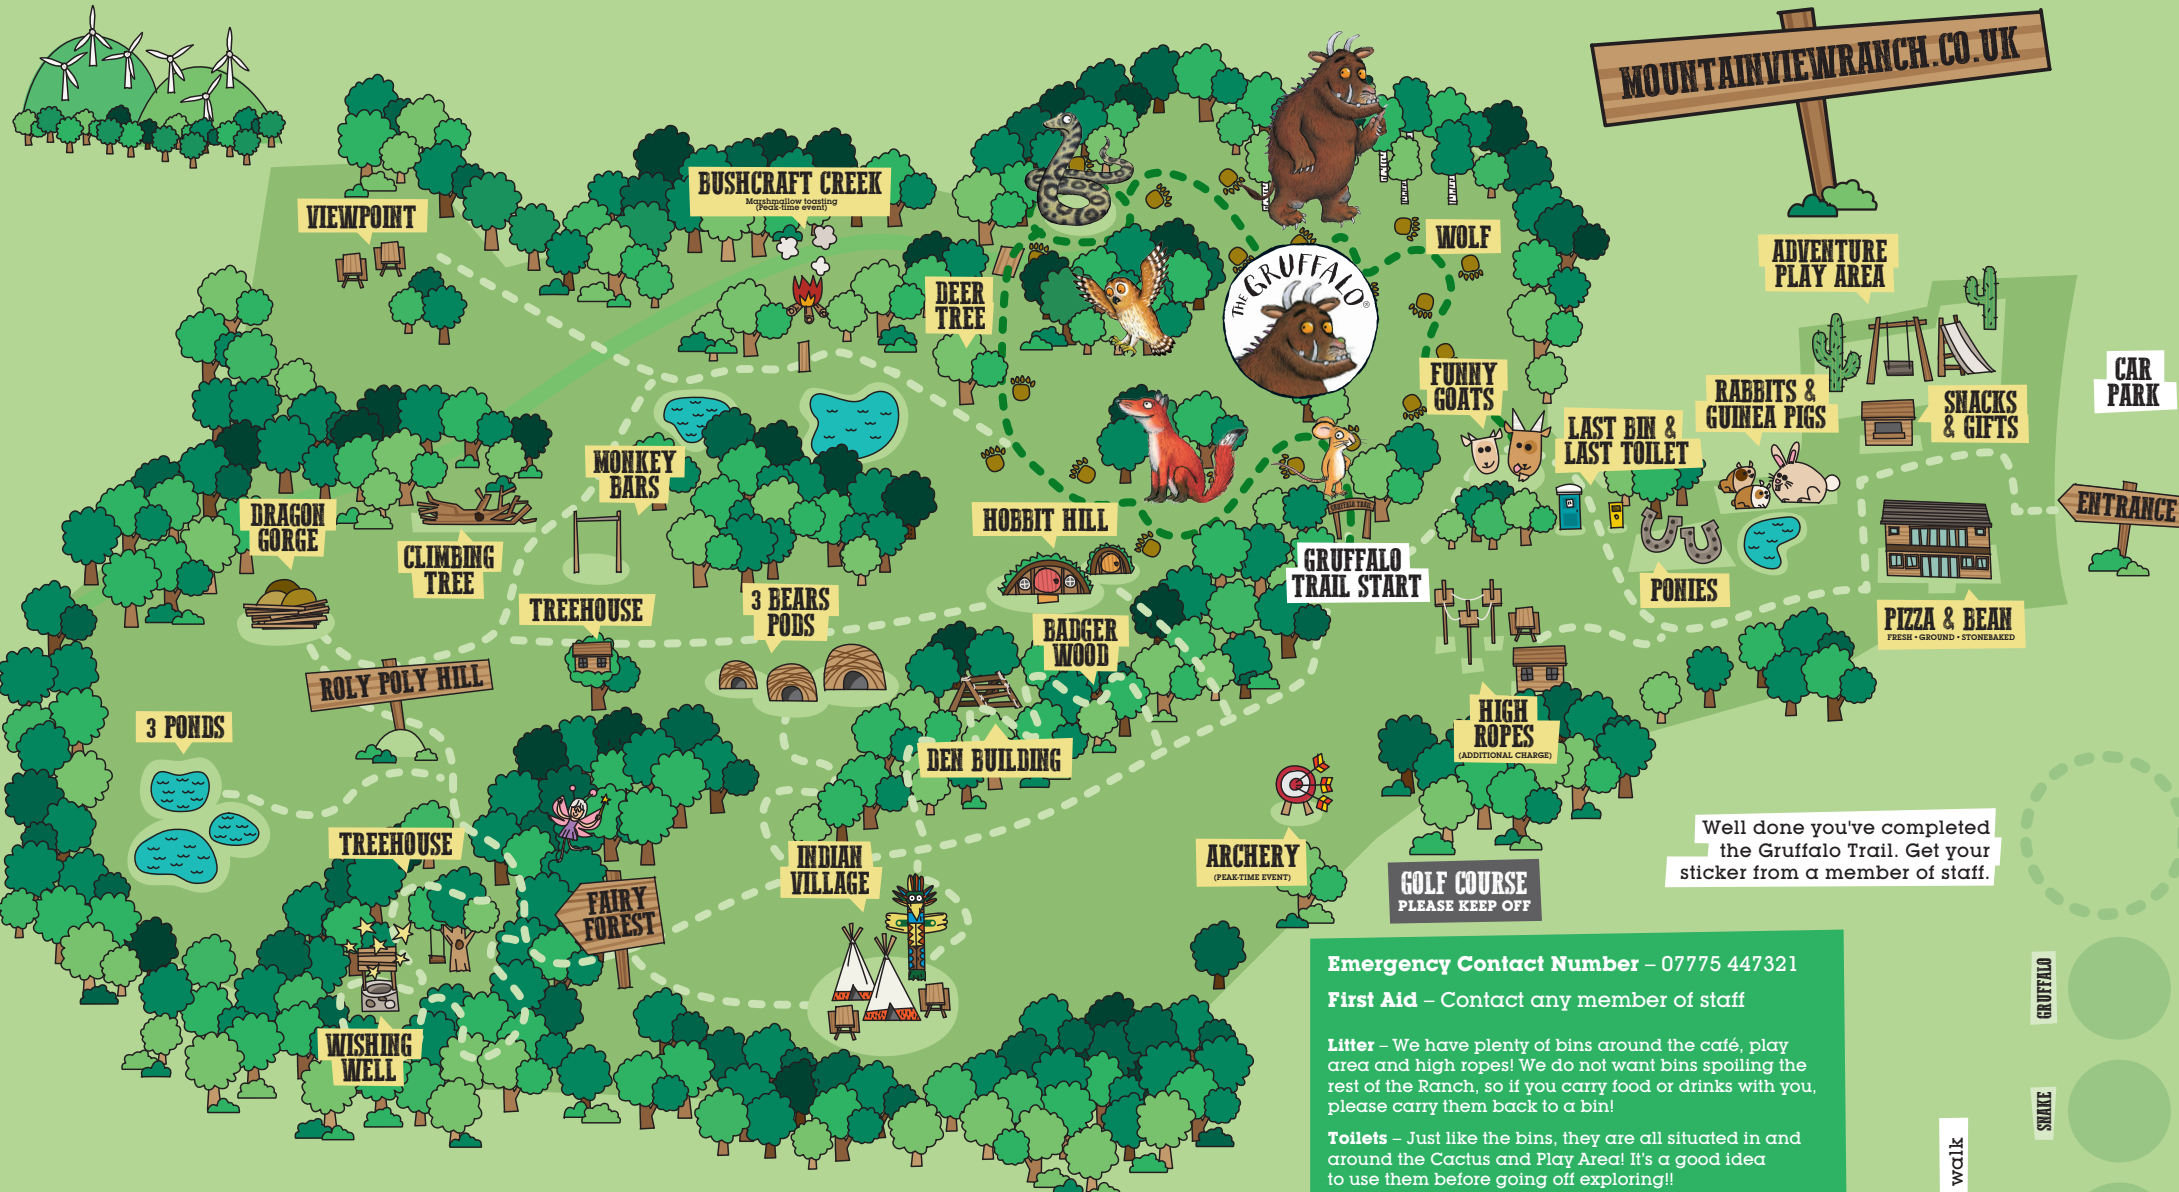 MOUNTAINVIEWRANCH.CO.UK
VIEWPOINT
BUSHCRAFT CREEK
Marshmallow toasting
(Peak-time event)
WOLF
ADVENTURE
PLAY AREA
DEER
TREE
THE GRUFFALO®
CAR
PARK
FUNNY
GOATS
RABBITS &
GUINEA PIGS
SNACKS
& GIFTS
LAST BIN &
LAST TOILET
MONKEY
BARS
DRAGON
GORGE
CLIMBING
TREE
HOBBIT HILL
GRUFFALO TRAIL
ENTRANCE
GRUFFALO
TRAIL START
PONIES
TREEHOUSE
3 BEARS
PODS
BADGER
WOOD
PIZZA & BEAN
FRESH • GROUND • STONEBAKED
ROLY POLY HILL
3 PONDS
DEN BUILDING
HIGH
ROPES
(ADDITIONAL CHARGE)
TREEHOUSE
INDIAN
VILLAGE
ARCHERY
(PEAK-TIME EVENT)
GOLF COURSE
PLEASE KEEP OFF
Well done you've completed
the Gruffalo Trail. Get your
sticker from a member of staff.
FAIRY
FOREST
WISHING
WELL
Emergency Contact Number – 07775 447321
First Aid – Contact any member of staff
Litter – We have plenty of bins around the café, play
area and high ropes! We do not want bins spoiling the
rest of the Ranch, so if you carry food or drinks with you,
please carry them back to a bin!
Toilets – Just like the bins, they are all situated in and
around the Cactus and Play Area! It's a good idea
to use them before going off exploring!!
GRUFFALO
SNAKE
walk